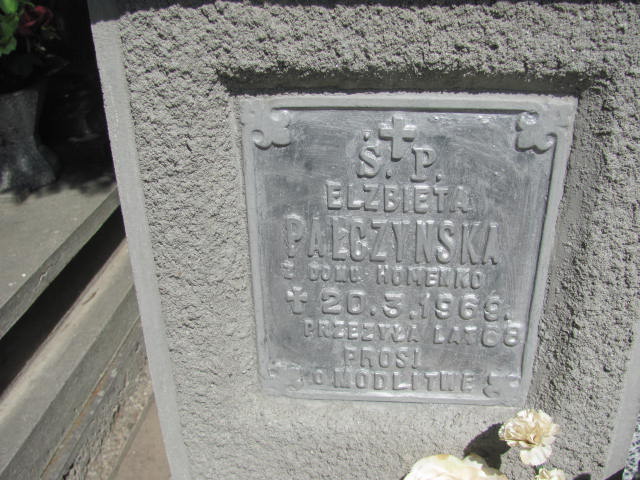 Ś. P.
ELŻBIETA
PAŁCZYŃSKA
Z DOMU HOMENKO
20.3.1969.
PRZEŻYŁA LAT 68
PROSI
O MODLITWĘ